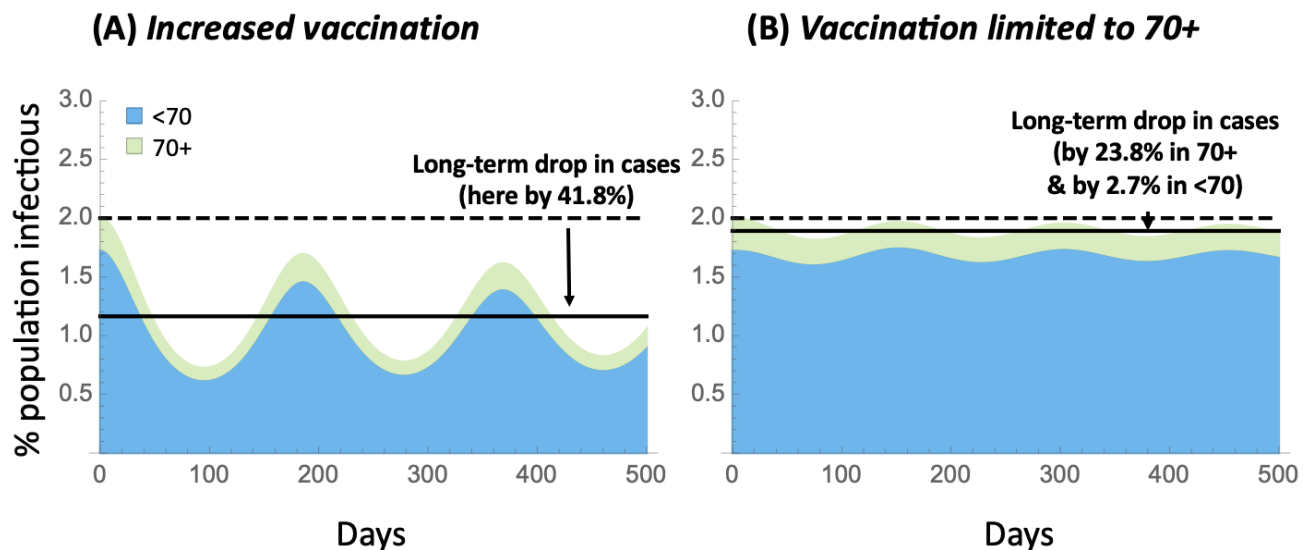 (A) Increased vaccination
(B) Vaccination limited to 70+
% population infectious
3.0
2.5
2.0
1.5
1.0
0.5
<70
70+
Long-term drop in cases
(here by 41.8%)
0
100
200
300
400
500
Days
3.0
2.5
2.0
1.5
1.0
0.5
Long-term drop in cases
(by 23.8% in 70+
& by 2.7% in <70)
0
100
200
300
400
500
Days